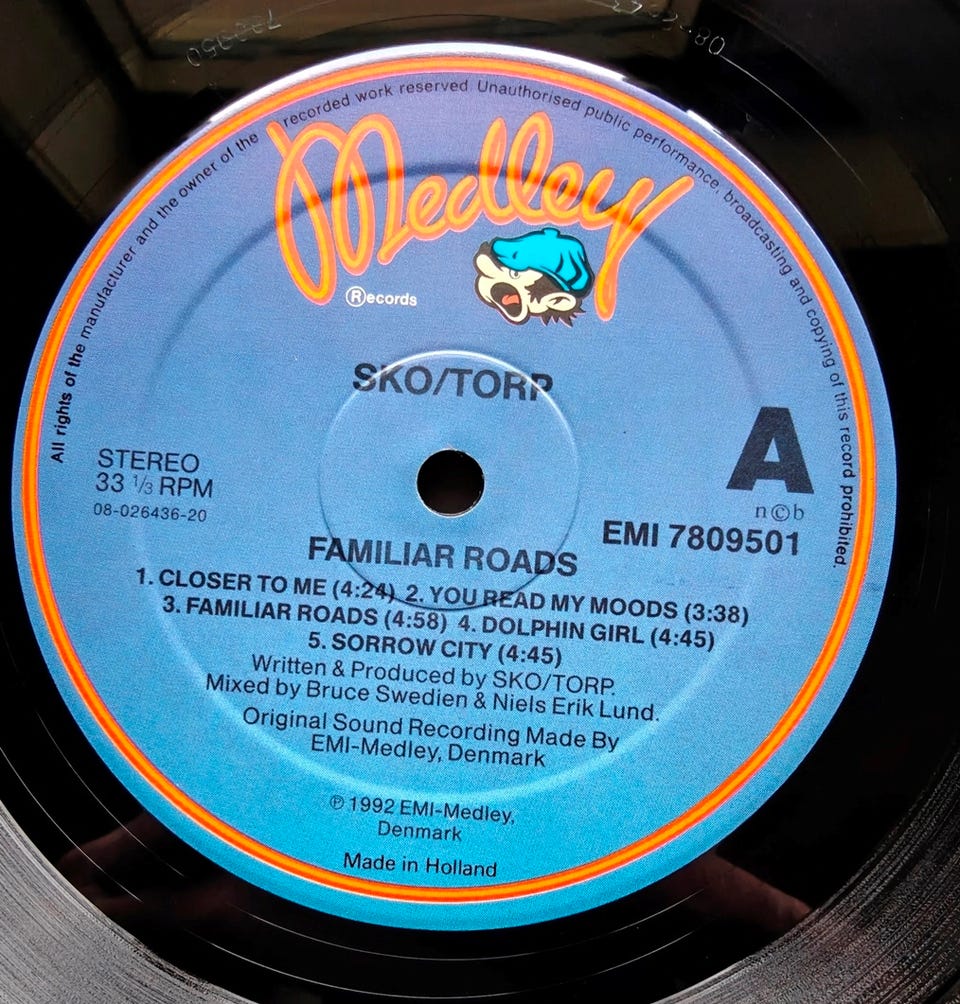 All rights of the manufacturer and the owner of the recorded work reserved. Unauthorised public performance, broadcasting and copying of this record prohibited.
Medley
Ⓡecords
SKO/TORP
A
STEREO
33 1/3 RPM
08-026436-20
n©b
EMI 7809501
FAMILIAR ROADS
1. CLOSER TO ME (4:24) 2. YOU READ MY MOODS (3:38)
3. FAMILIAR ROADS (4:58) 4. DOLPHIN GIRL (4:45)
5. SORROW CITY (4:45)
Written & Produced by SKO/TORP.
Mixed by Bruce Swedien & Niels Erik Lund.
Original Sound Recording Made By
EMI-Medley, Denmark
℗ 1992 EMI-Medley,
Denmark
Made in Holland